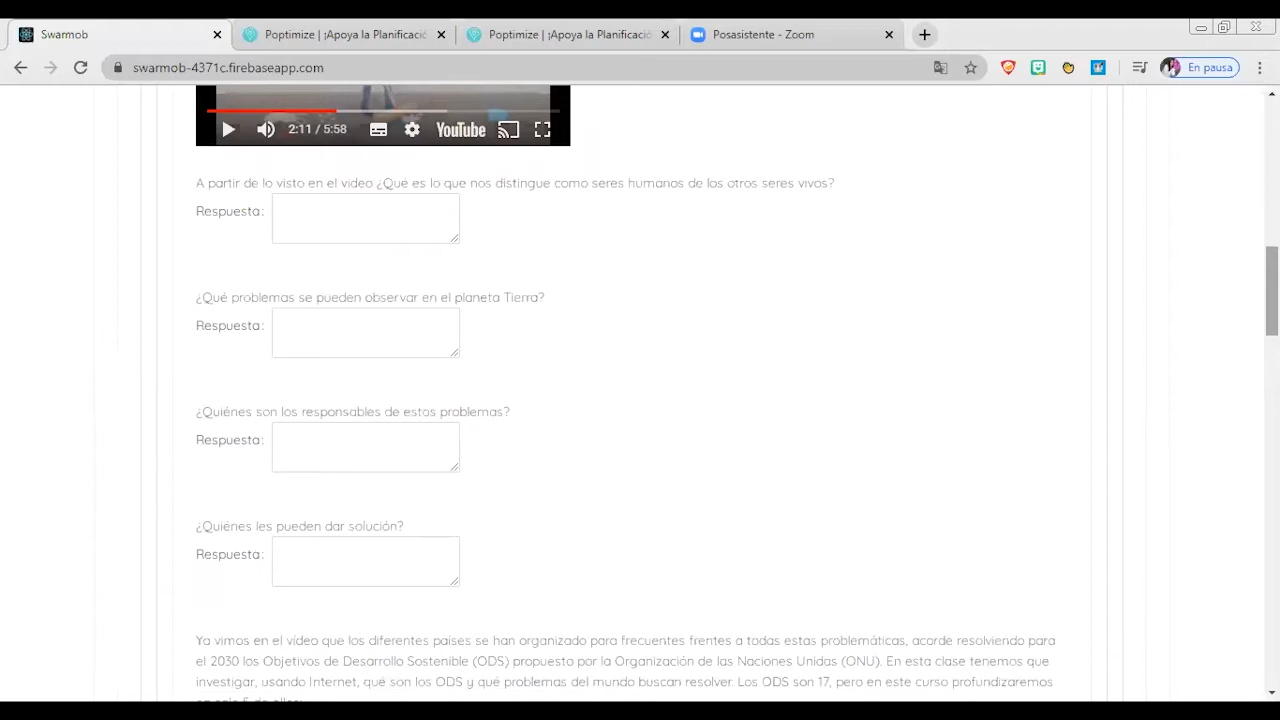 Swarmob
Poptimize | ¡Apoya la Planificació
Poptimize | ¡Apoya la Planificació
Posasistente - Zoom
swarmob-4371c.firebaseapp.com
En pausa
2:11 / 5:58
YouTube
A partir de lo visto en el video ¿Qué es lo que nos distingue como seres humanos de los otros seres vivos?
Respuesta:
¿Qué problemas se pueden observar en el planeta Tierra?
Respuesta:
¿Quiénes son los responsables de estos problemas?
Respuesta:
¿Quiénes les pueden dar solución?
Respuesta:
Ya vimos en el vídeo que los diferentes países se han organizado para frecuentes frentes a todas estas problemáticas, acorde resolviendo para
el 2030 los Objetivos de Desarrollo Sostenible (ODS) propuesto por la Organización de las Naciones Unidas (ONU). En esta clase tenemos que
investigar, usando Internet, qué son los ODS y qué problemas del mundo buscan resolver. Los ODS son 17, pero en este curso profundizaremos